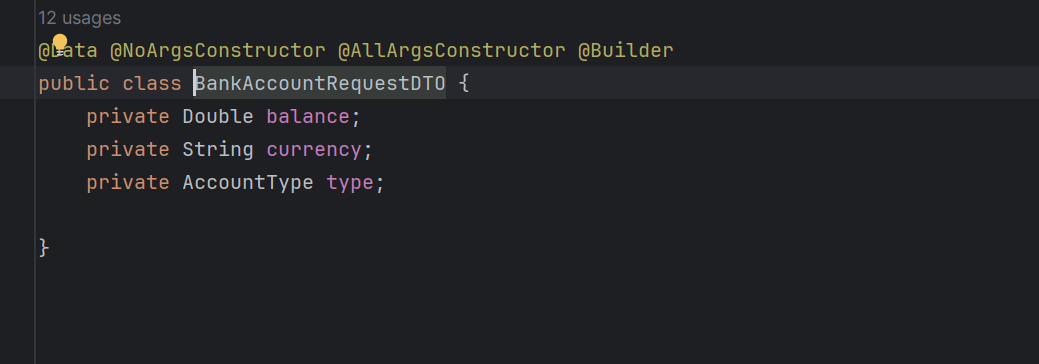 12 usages
@Data @NoArgsConstructor @AllArgsConstructor @Builder
public class BankAccountRequestDTO {
    private Double balance;
    private String currency;
    private AccountType type;
}